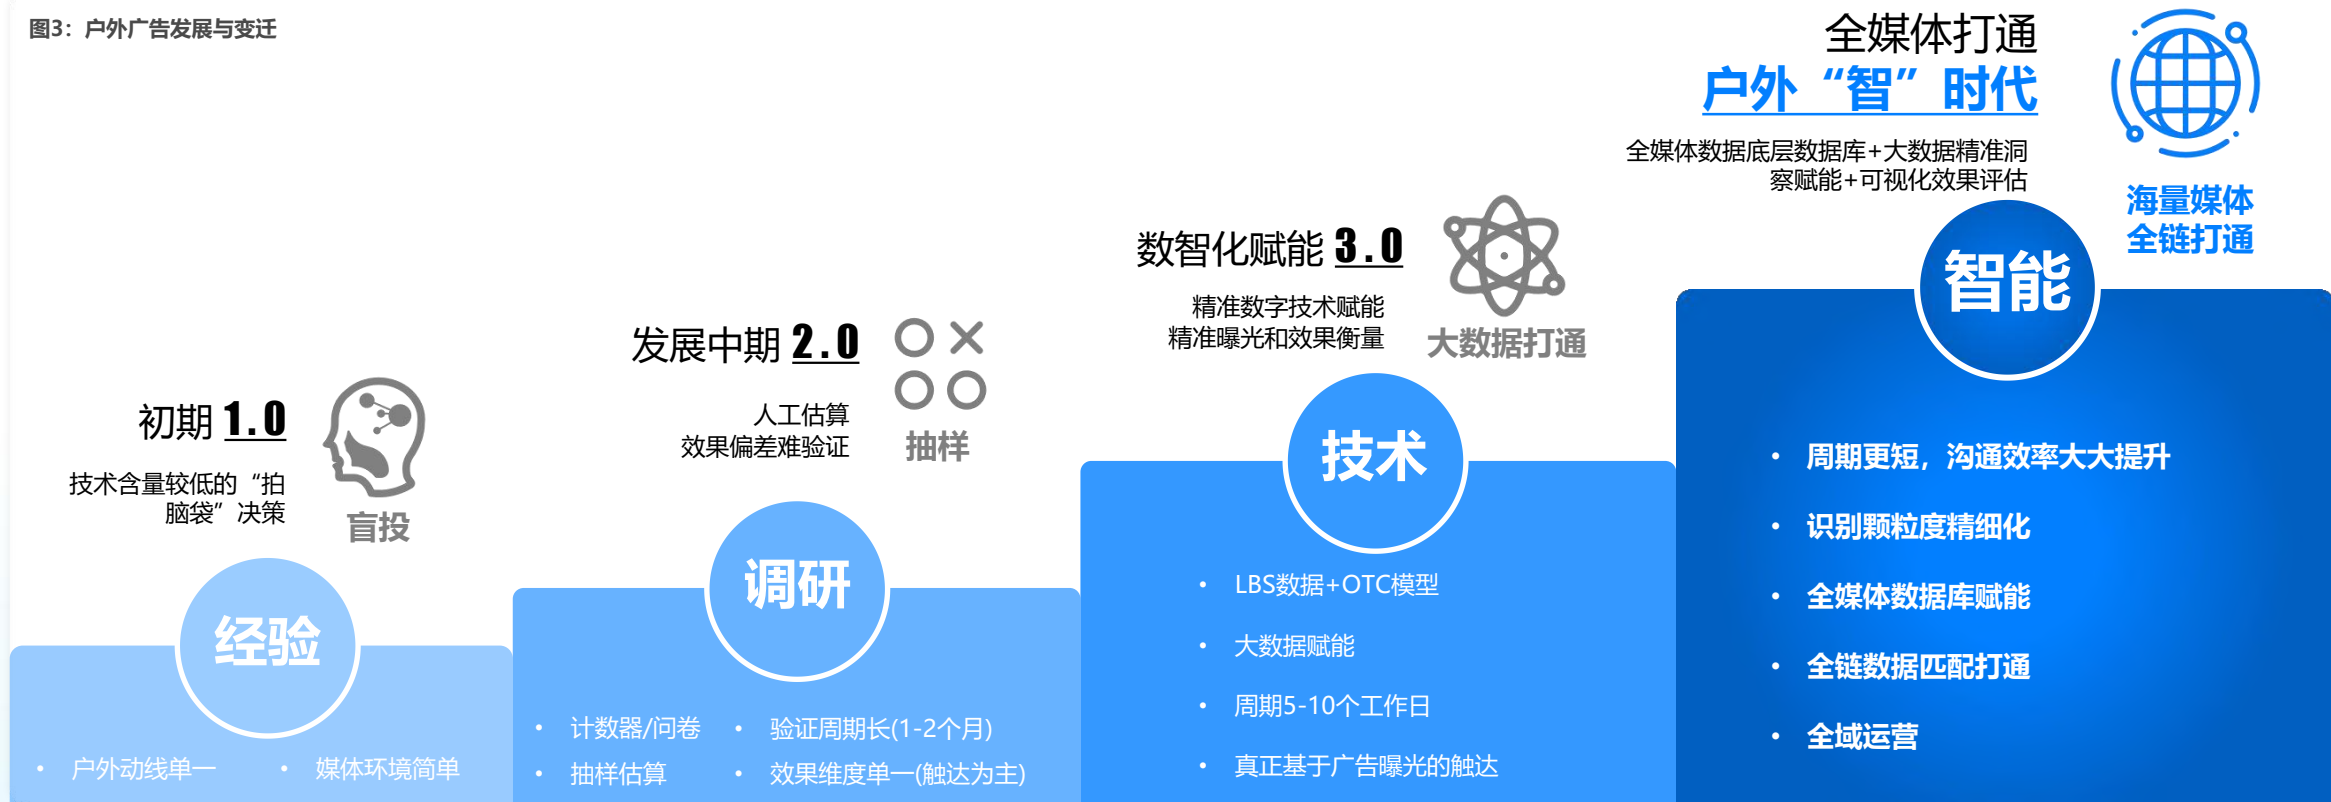 图3：户外广告发展与变迁
初期 1.0
技术含量较低的“拍
脑袋”决策
盲投
经验
• 户外动线单一
• 媒体环境简单
发展中期 2.0
人工估算
效果偏差难验证
抽样
调研
• 计数器/问卷
• 抽样估算
• 验证周期长(1-2个月)
• 效果维度单一(触达为主)
数智化赋能 3.0
精准数字技术赋能
精准曝光和效果衡量
大数据打通
技术
• LBS数据+OTC模型
• 大数据赋能
• 周期5-10个工作日
• 真正基于广告曝光的触达
全媒体打通
户外“智”时代
全媒体数据底层数据库+大数据精准洞
察赋能+可视化效果评估
海量媒体
全链打通
智能
• 周期更短，沟通效率大大提升
• 识别颗粒度精细化
• 全媒体数据库赋能
• 全链数据匹配打通
• 全域运营